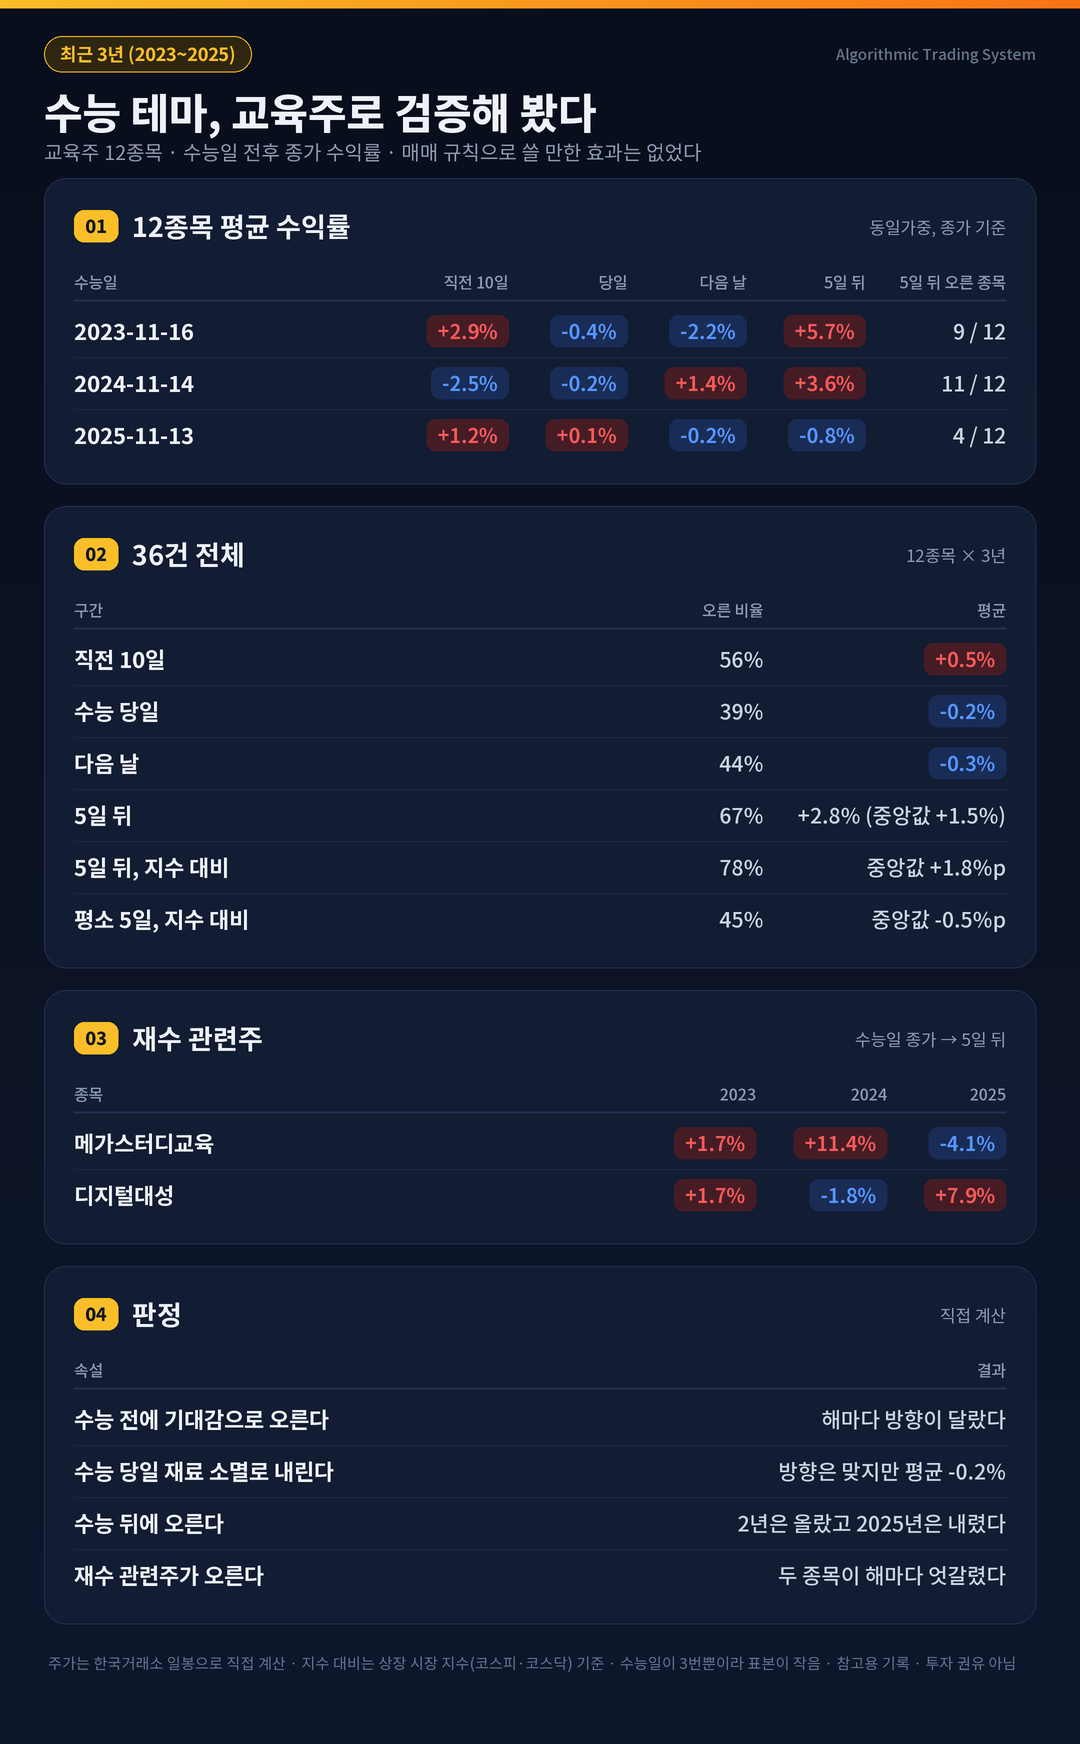 최근 3년 (2023~2025)
Algorithmic Trading System
수능 테마, 교육주로 검증해 봤다
교육주 12종목 · 수능일 전후 종가 수익률 · 매매 규칙으로 쓸 만한 효과는 없었다
01 12종목 평균 수익률 동일가중, 종가 기준
수능일 직전 10일 당일 다음 날 5일 뒤 5일 뒤 오른 종목
2023-11-16 +2.9% -0.4% -2.2% +5.7% 9 / 12
2024-11-14 -2.5% -0.2% +1.4% +3.6% 11 / 12
2025-11-13 +1.2% +0.1% -0.2% -0.8% 4 / 12
02 36건 전체 12종목 × 3년
구간 오른 비율 평균
직전 10일 56% +0.5%
수능 당일 39% -0.2%
다음 날 44% -0.3%
5일 뒤 67% +2.8% (중앙값 +1.5%)
5일 뒤, 지수 대비 78% 중앙값 +1.8%p
평소 5일, 지수 대비 45% 중앙값 -0.5%p
03 재수 관련주 수능일 종가 → 5일 뒤
종목 2023 2024 2025
메가스터디교육 +1.7% +11.4% -4.1%
디지털대성 +1.7% -1.8% +7.9%
04 판정 직접 계산
속설 결과
수능 전에 기대감으로 오른다 해마다 방향이 달랐다
수능 당일 재료 소멸로 내린다 방향은 맞지만 평균 -0.2%
수능 뒤에 오른다 2년은 올랐고 2025년은 내렸다
재수 관련주가 오른다 두 종목이 해마다 엇갈렸다
주가는 한국거래소 일봉으로 직접 계산 · 지수 대비는 상장 시장 지수(코스피·코스닥) 기준 · 수능일이 3번뿐이라 표본이 작음 · 참고용 기록 · 투자 권유 아님